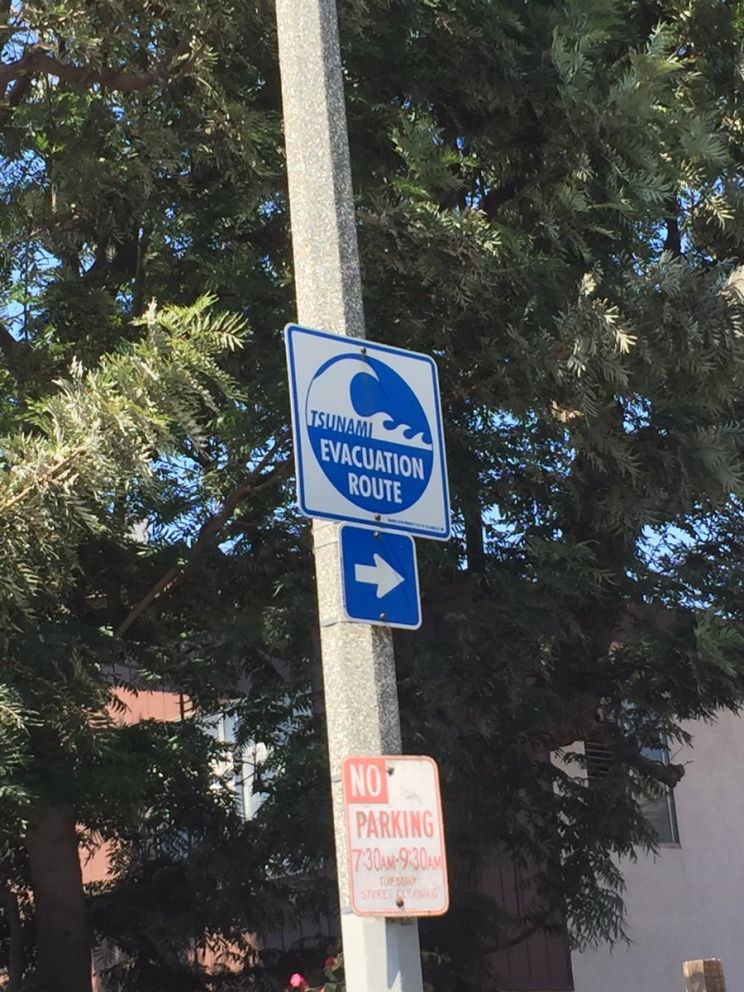 TSUNAMI
EVACUATION
ROUTE
NO
PARKING
7:30AM-9:30AM
TUESDAY
STREET CLEANING